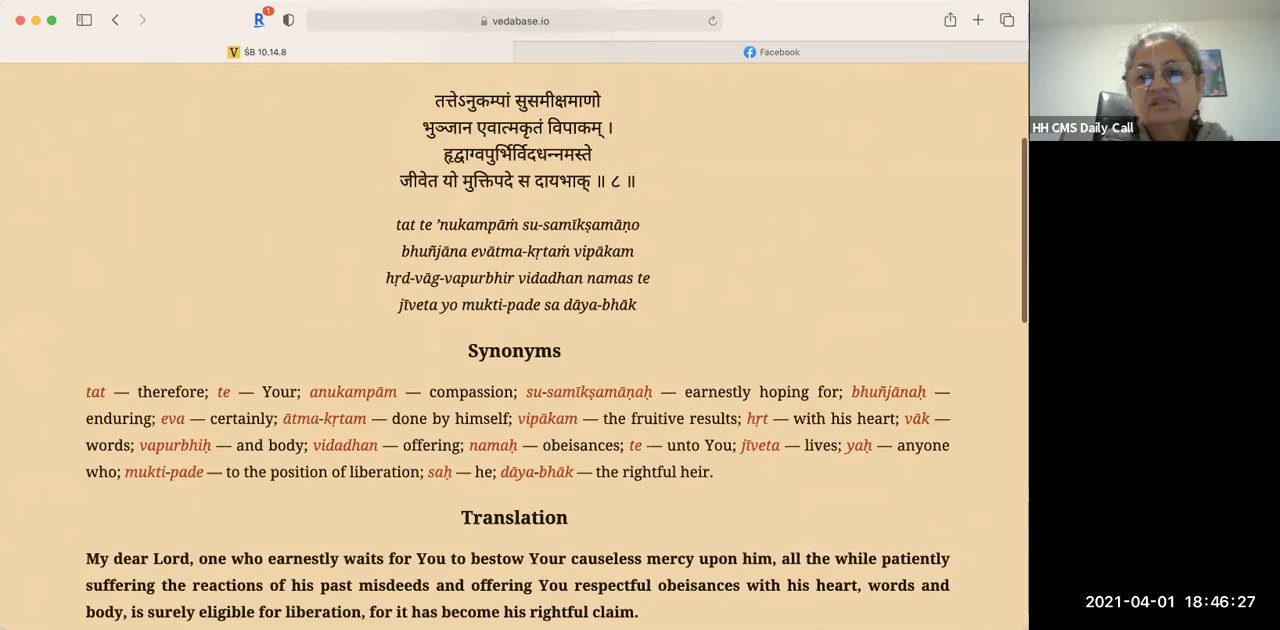 R 1
vedabase.io
V ŚB 10.14.8
Facebook
तत्तेऽनुकम्पां सुसमीक्षमाणो
भुञ्जान एवात्मकृतं विपाकम् ।
हृद्वाग्वपुर्भिर्विदधन्नमस्ते
जीवेत यो मुक्तिपदे स दायभाक् ॥ ८ ॥
tat te ’nukampāṁ su-samīkṣamāṇo
bhuñjāna evātma-kṛtaṁ vipākam
hṛd-vāg-vapurbhir vidadhan namas te
jīveta yo mukti-pade sa dāya-bhāk
Synonyms
tat — therefore; te — Your; anukampām — compassion; su-samīkṣamāṇaḥ — earnestly hoping for; bhuñjānaḥ —
enduring; eva — certainly; ātma-kṛtam — done by himself; vipākam — the fruitive results; hṛt — with his heart; vāk —
words; vapurbhiḥ — and body; vidadhan — offering; namaḥ — obeisances; te — unto You; jīveta — lives; yaḥ — anyone
who; mukti-pade — to the position of liberation; saḥ — he; dāya-bhāk — the rightful heir.
Translation
My dear Lord, one who earnestly waits for You to bestow Your causeless mercy upon him, all the while patiently
suffering the reactions of his past misdeeds and offering You respectful obeisances with his heart, words and
body, is surely eligible for liberation, for it has become his rightful claim.
HH CMS Daily Call
2021-04-01 18:46:27